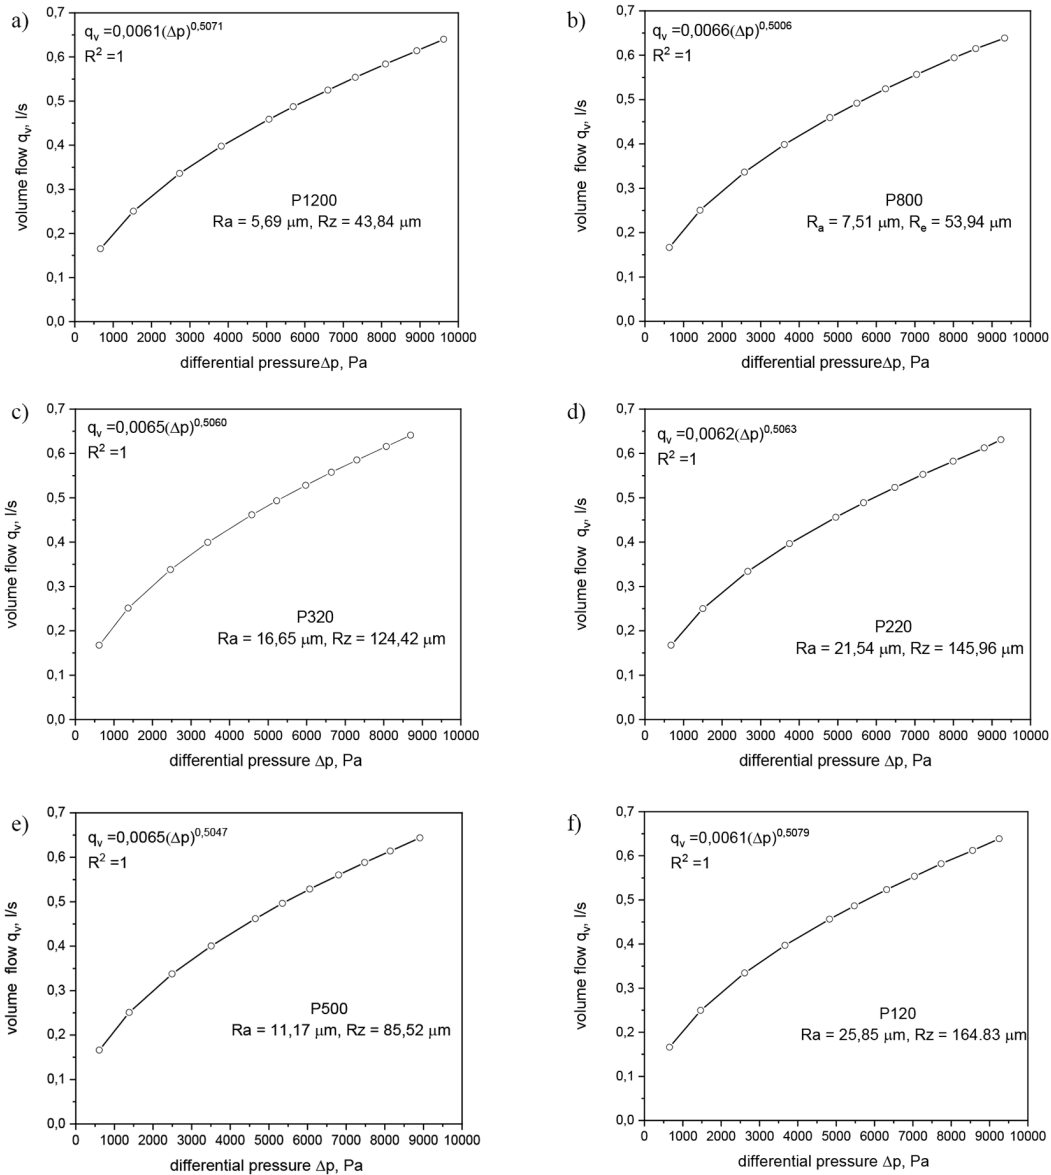 a)
q_v =0,0061(Δp)^0,5071
R^2 =1
0,7
0,6
0,5
0,4
0,3
0,2
0,1
0,0
volume flow q_v, l/s
P1200
Ra = 5,69 μm, Rz = 43,84 μm
0 1000 2000 3000 4000 5000 6000 7000 8000 9000 10000
differential pressureΔp, Pa
b)
q_v =0,0066(Δp)^0,5006
R^2 =1
0,7
0,6
0,5
0,4
0,3
0,2
0,1
0,0
volume flow q_v, l/s
P800
R_a = 7,51 μm, R_e = 53,94 μm
0 1000 2000 3000 4000 5000 6000 7000 8000 9000 10000
differential pressureΔp, Pa
c)
q_v =0,0065(Δp)^0,5060
R^2 =1
0,7
0,6
0,5
0,4
0,3
0,2
0,1
0,0
volume flow q_v, l/s
P320
Ra = 16,65 μm, Rz = 124,42 μm
0 1000 2000 3000 4000 5000 6000 7000 8000 9000 10000
differential pressure Δp, Pa
d)
q_v =0,0062(Δp)^0,5063
R^2 =1
0,7
0,6
0,5
0,4
0,3
0,2
0,1
0,0
volume flow q_v, l/s
P220
Ra = 21,54 μm, Rz = 145,96 μm
0 1000 2000 3000 4000 5000 6000 7000 8000 9000 10000
differential pressure Δp, Pa
e)
q_v =0,0065(Δp)^0,5047
R^2 =1
0,7
0,6
0,5
0,4
0,3
0,2
0,1
0,0
volume flow q_v, l/s
P500
Ra = 11,17 μm, Rz = 85,52 μm
0 1000 2000 3000 4000 5000 6000 7000 8000 9000 10000
differential pressure Δp, Pa
f)
q_v =0,0061(Δp)^0,5079
R^2 =1
0,7
0,6
0,5
0,4
0,3
0,2
0,1
0,0
volume flow q_v, l/s
P120
Ra = 25,85 μm, Rz = 164.83 μm
0 1000 2000 3000 4000 5000 6000 7000 8000 9000 10000
differential pressure Δp, Pa